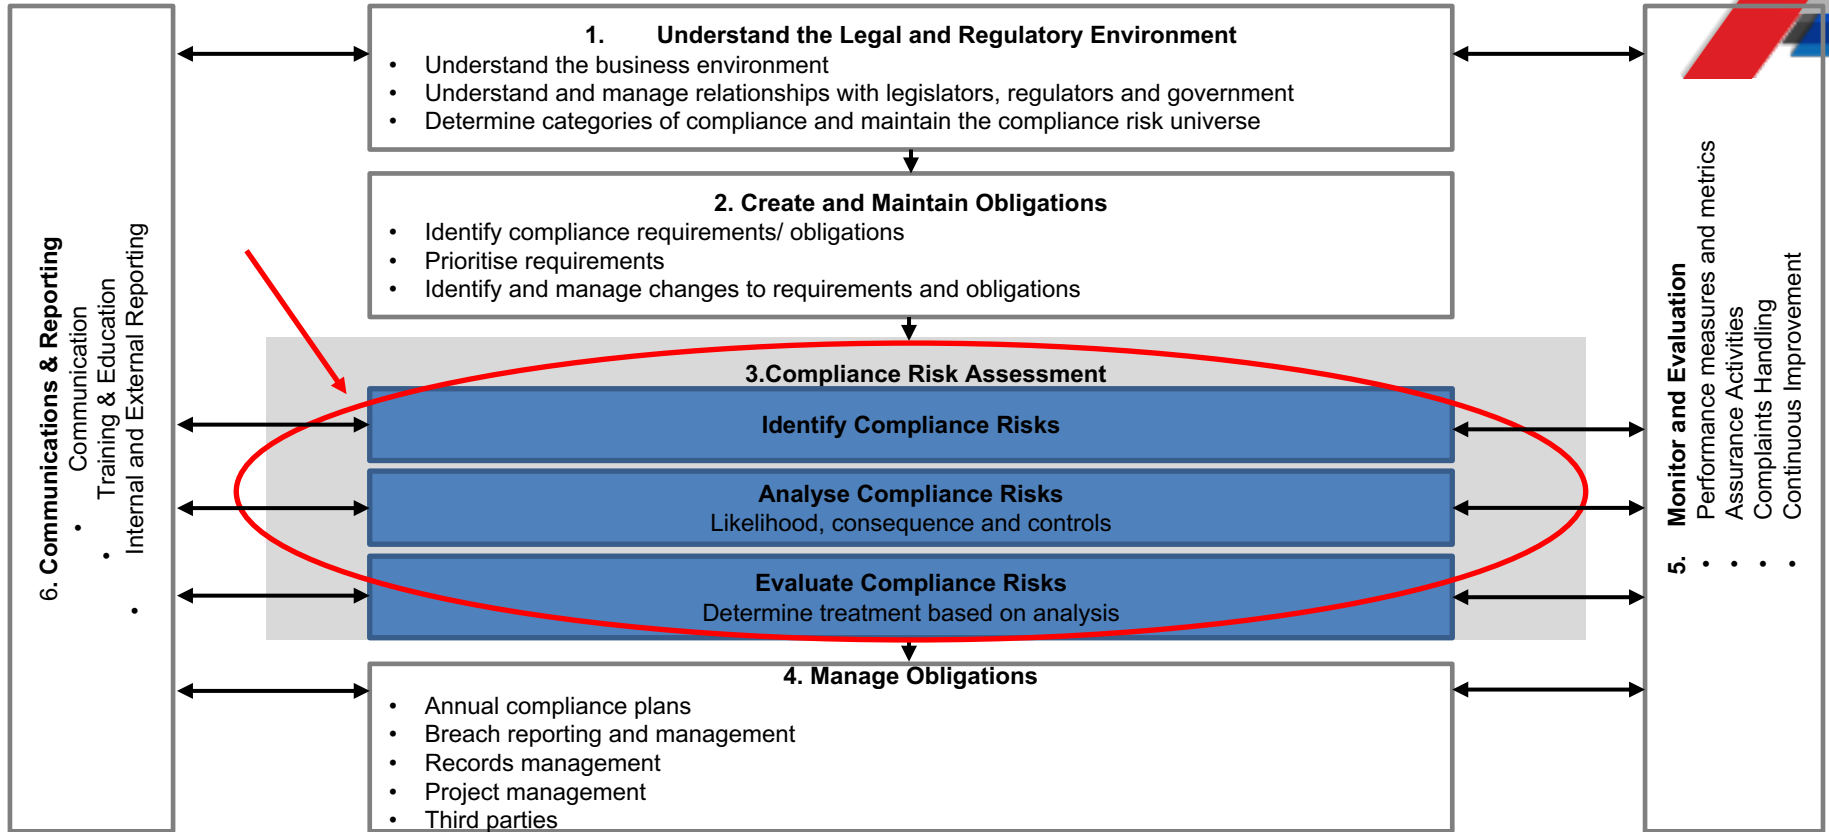 1. Understand the Legal and Regulatory Environment
• Understand the business environment
• Understand and manage relationships with legislators, regulators and government
• Determine categories of compliance and maintain the compliance risk universe
2. Create and Maintain Obligations
• Identify compliance requirements/ obligations
• Prioritise requirements
• Identify and manage changes to requirements and obligations
3.Compliance Risk Assessment
Identify Compliance Risks
Analyse Compliance Risks
Likelihood, consequence and controls
Evaluate Compliance Risks
Determine treatment based on analysis
4. Manage Obligations
• Annual compliance plans
• Breach reporting and management
• Records management
• Project management
• Third parties
5. Monitor and Evaluation
• Performance measures and metrics
• Assurance Activities
• Complaints Handling
• Continuous Improvement
6. Communications & Reporting
• Communication
• Training & Education
• Internal and External Reporting